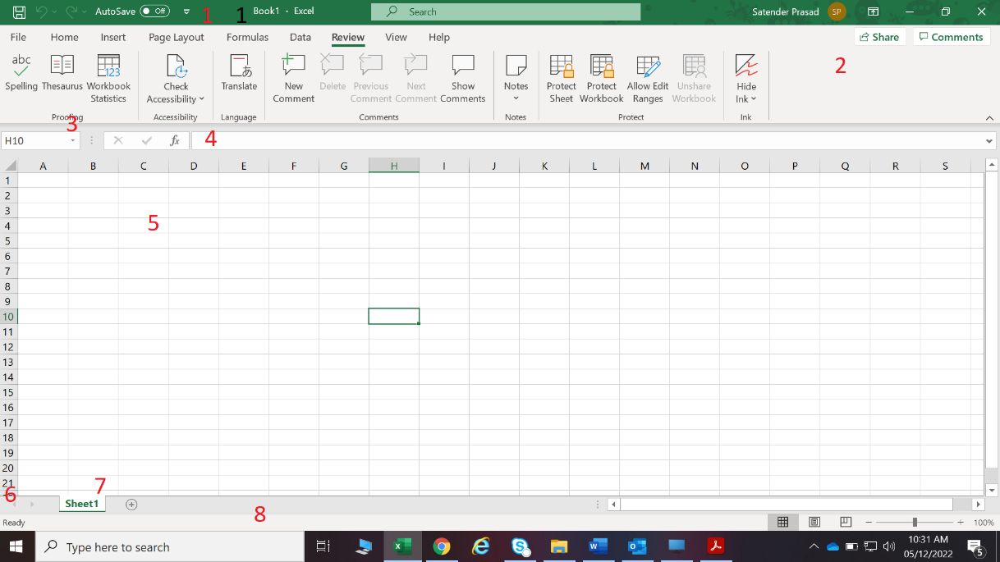 AutoSave Off 1 1 Book1 - Excel Search Satender Prasad SP
File Home Insert Page Layout Formulas Data Review View Help Share Comments
abc 123 2
Spelling Thesaurus Workbook Statistics Check Accessibility Translate New Comment Delete Previous Comment Next Comment Show Comments Notes Protect Sheet Protect Workbook Allow Edit Ranges Unshare Workbook Hide Ink
Proofing Accessibility Language Comments Notes Protect Ink
3
H10 fx 4
A B C D E F G H I J K L M N O P Q R S
1
2
3
5
4
5
6
7
8
9
10
11
12
13
14
15
16
17
18
19
20
21
6 7
Sheet1
8
Ready 100%
Type here to search 10:31 AM
05/12/2022 5